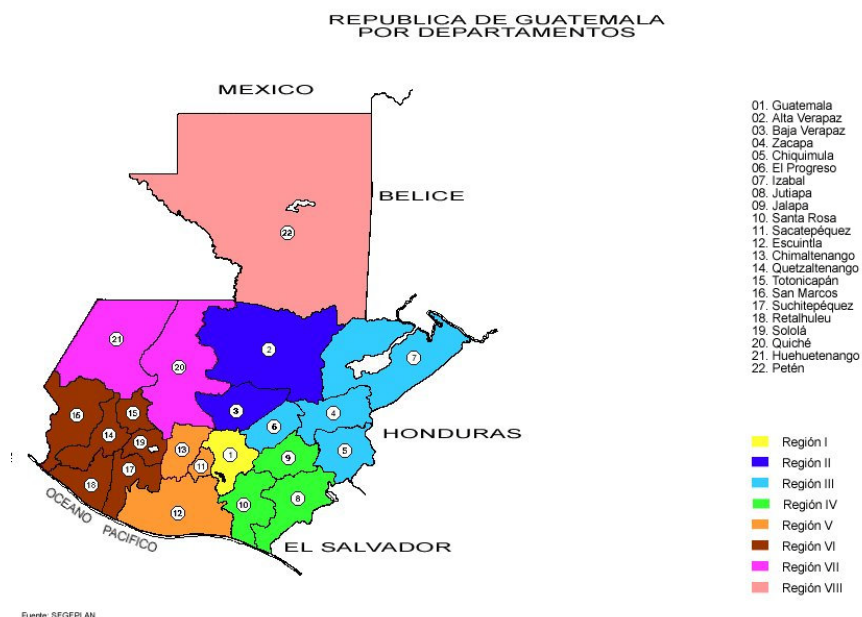 REPUBLICA DE GUATEMALA
POR DEPARTAMENTOS
MEXICO
BELICE
22
21
20
2
7
3
4
16
15
14
19
6
13
1
9
5
17
11
18
10
8
12
HONDURAS
OCEANO PACIFICO
EL SALVADOR
01. Guatemala
02. Alta Verapaz
03. Baja Verapaz
04. Zacapa
05. Chiquimula
06. El Progreso
07. Izabal
08. Jutiapa
09. Jalapa
10. Santa Rosa
11. Sacatepéquez
12. Escuintla
13. Chimaltenango
14. Quetzaltenango
15. Totonicapán
16. San Marcos
17. Suchitepéquez
18. Retalhuleu
19. Sololá
20. Quiché
21. Huehuetenango
22. Petén
Región I
Región II
Región III
Región IV
Región V
Región VI
Región VII
Región VIII
Fuente: SEGEPLAN